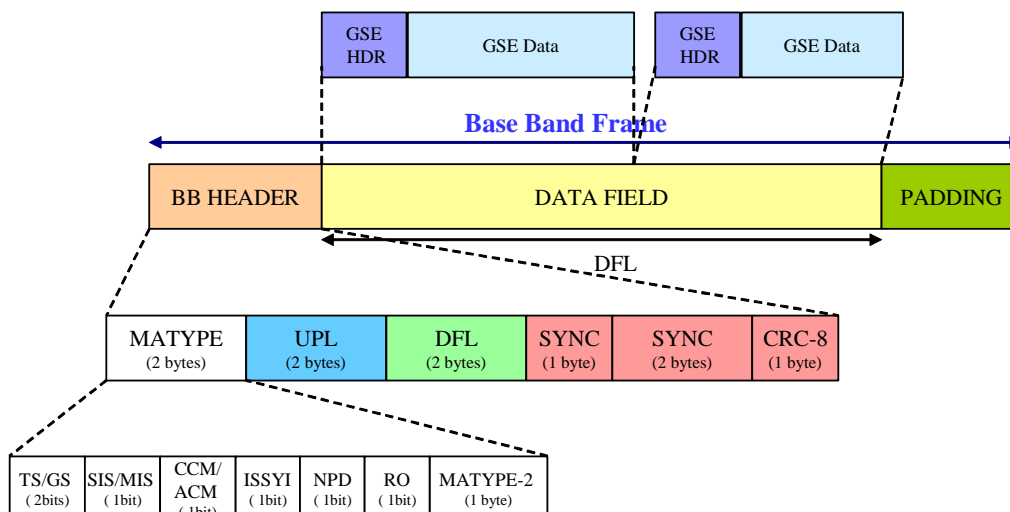 GSE HDR
GSE Data
GSE HDR
GSE Data
Base Band Frame
BB HEADER
DATA FIELD
PADDING
DFL
MATYPE
(2 bytes)
UPL
(2 bytes)
DFL
(2 bytes)
SYNC
(1 byte)
SYNC
(2 bytes)
CRC-8
(1 byte)
TS/GS
( 2bits)
SIS/MIS
( 1bit)
CCM/
ACM
( 1bit)
ISSYI
( 1bit)
NPD
( 1bit)
RO
( 1bit)
MATYPE-2
(1 byte)